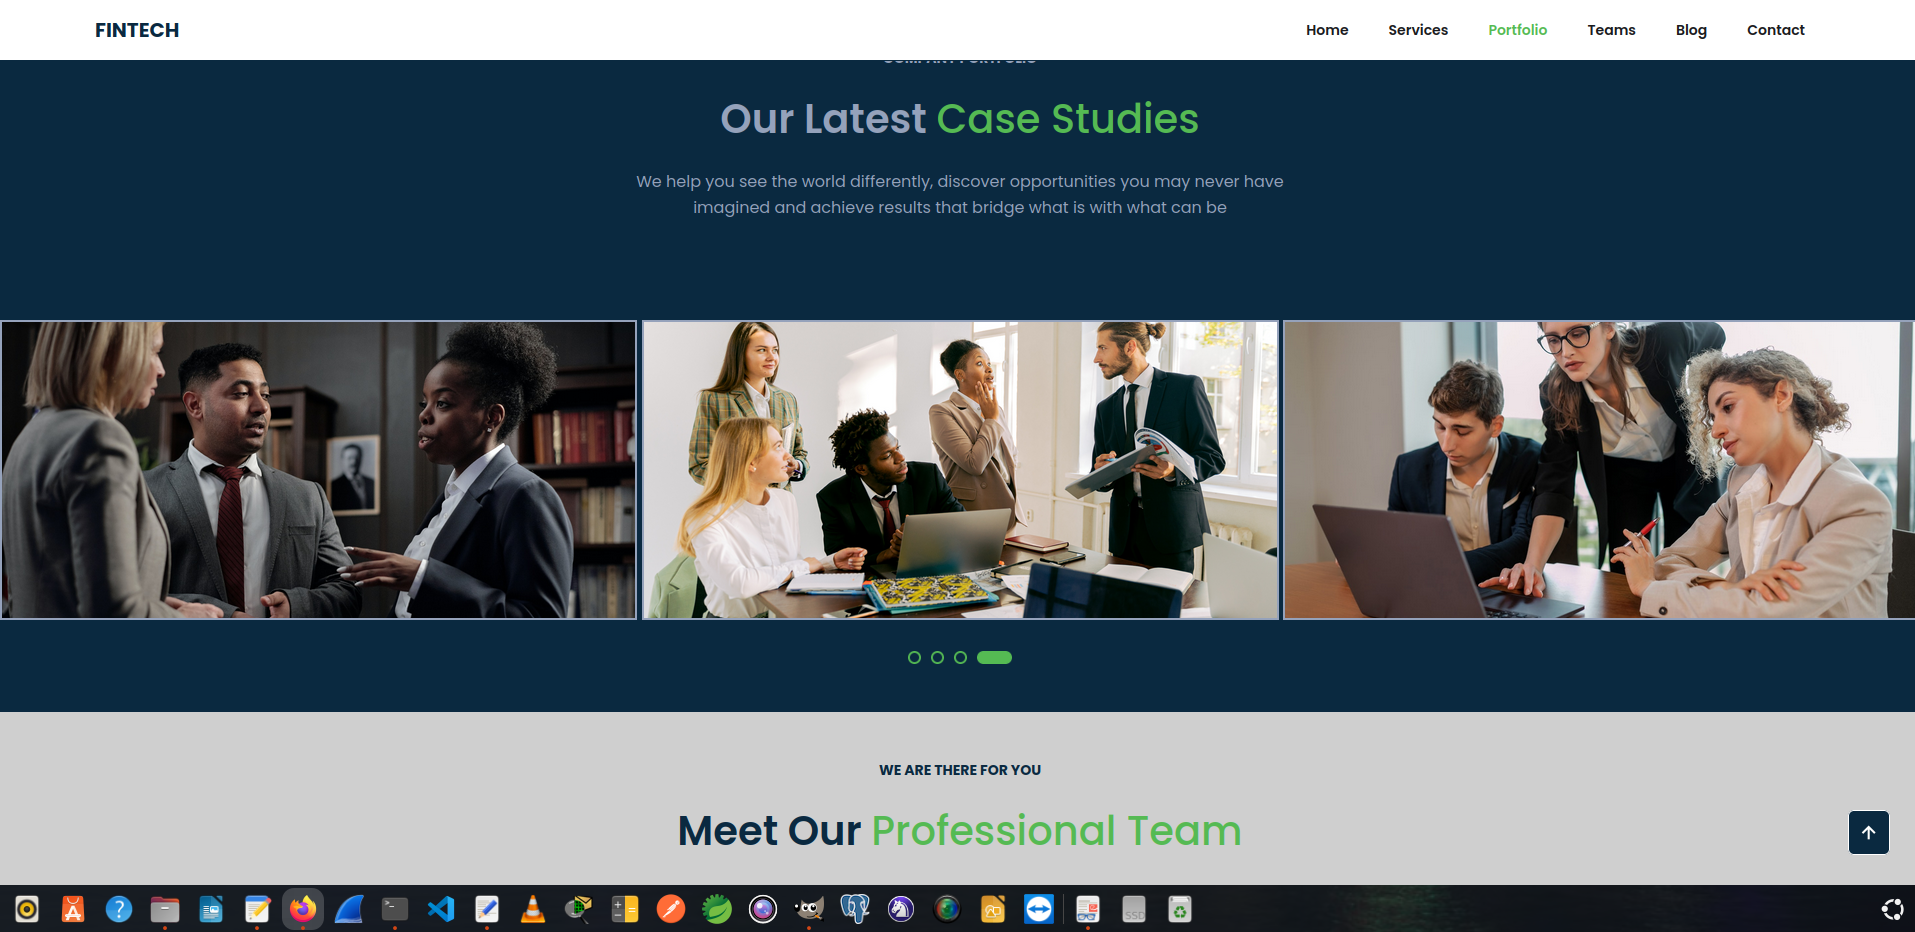 FINTECH
Home Services Portfolio Teams Blog Contact
Our Latest Case Studies
We help you see the world differently, discover opportunities you may never have
imagined and achieve results that bridge what is with what can be
WE ARE THERE FOR YOU
Meet Our Professional Team
SSD